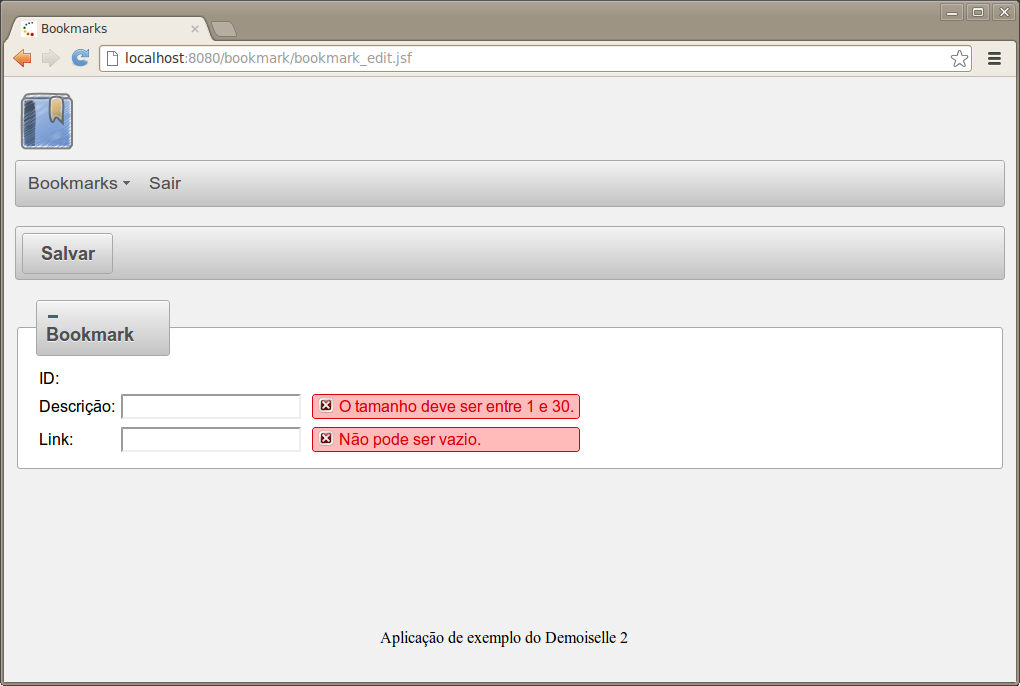 Bookmarks
localhost:8080/bookmark/bookmark_edit.jsf
Bookmarks Sair
Salvar
Bookmark
ID:
Descrição: O tamanho deve ser entre 1 e 30.
Link: Não pode ser vazio.
Aplicação de exemplo do Demoiselle 2